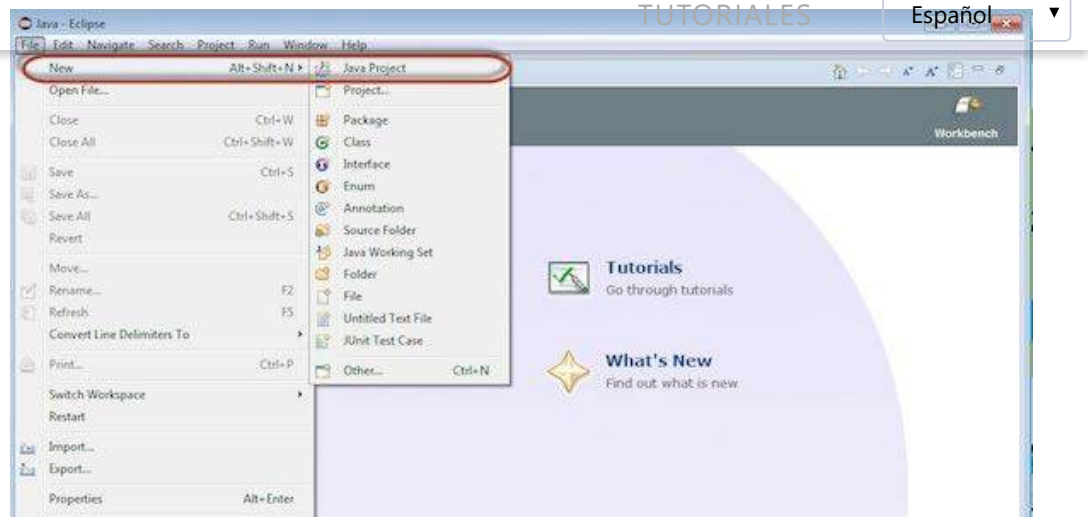 TUTORIALES
Español
Java - Eclipse
File Edit Navigate Search Project Run Window Help
New Alt+Shift+N
Open File...
Close Ctrl+W
Close All Ctrl+Shift+W
Save Ctrl+S
Save As...
Save All Ctrl+Shift+S
Revert
Move...
Rename... F2
Refresh F5
Convert Line Delimiters To
Print... Ctrl+P
Switch Workspace
Restart
Import...
Export...
Properties Alt+Enter
Java Project
Project...
Package
Class
Interface
Enum
Annotation
Source Folder
Java Working Set
Folder
File
Untitled Text File
JUnit Test Case
Other... Ctrl+N
Workbench
Tutorials
Go through tutorials
What's New
Find out what is new